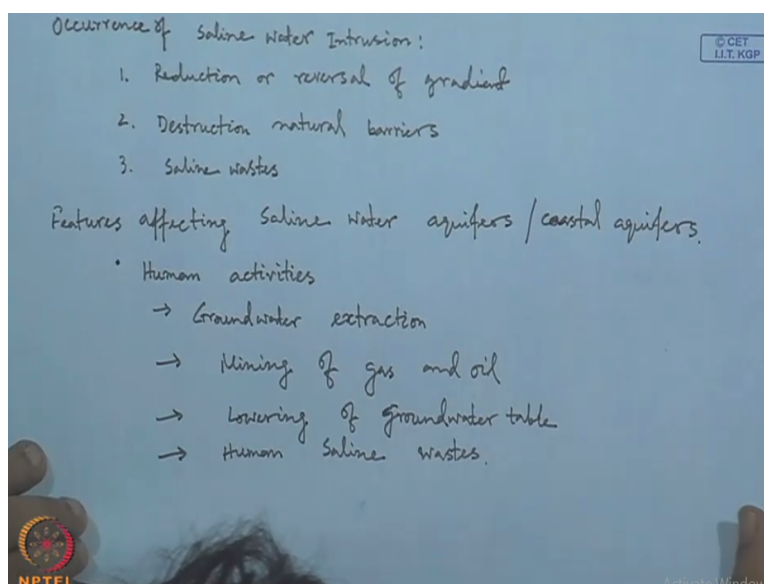 Occurrence of Saline Water Intrusion:
© CET
I.I.T. KGP
1. Reduction or reversal of gradient
2. Destruction natural barriers
3. Saline wastes
Features affecting Saline Water aquifers / coastal aquifers.
• Human activities
→ Groundwater extraction
→ Mining of gas and oil
→ Lowering of groundwater table
→ Human Saline wastes.
NPTEL
Activate Window